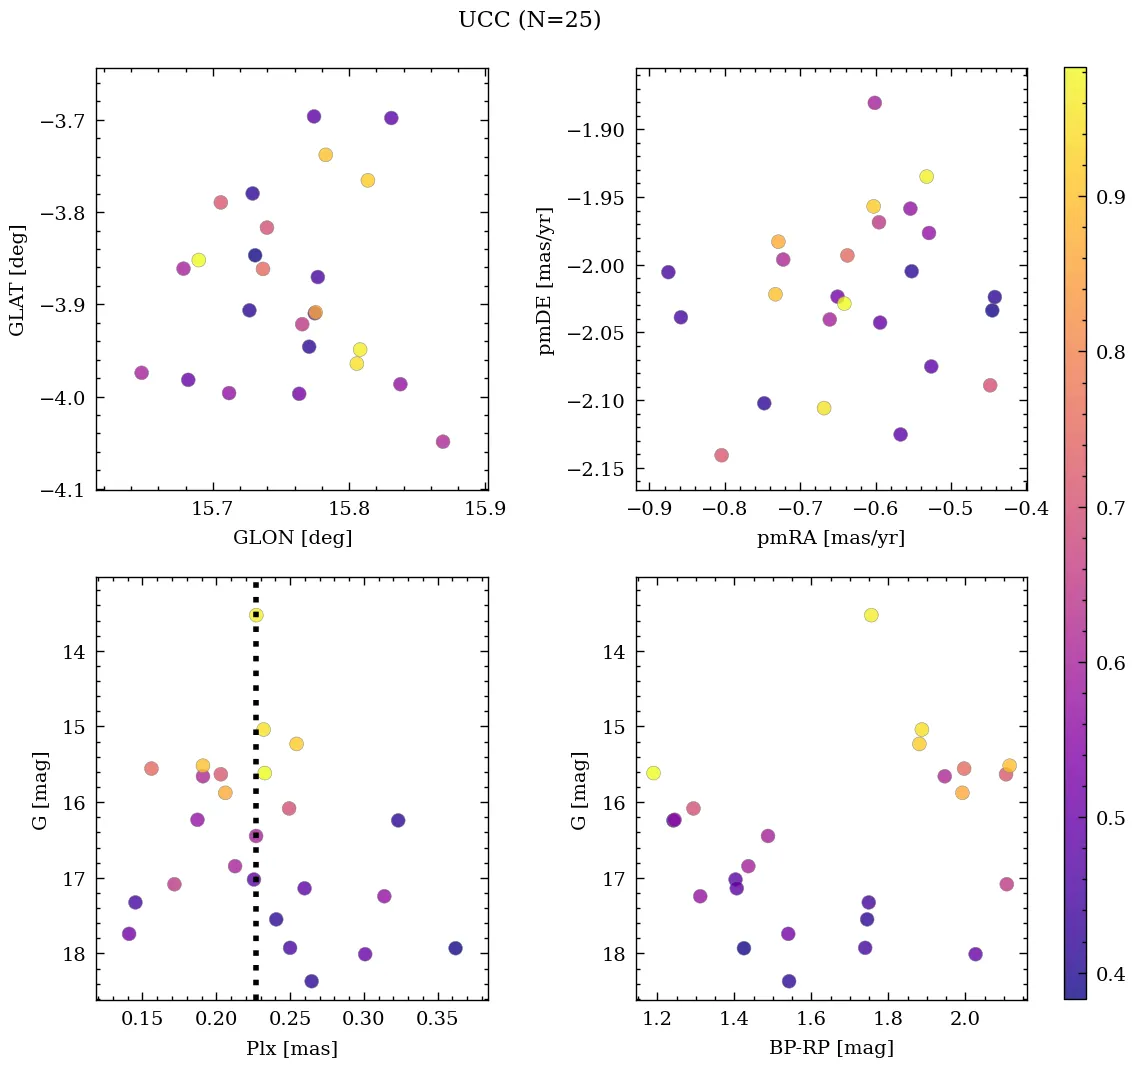 UCC (N=25)
−3.7
−3.8
−3.9
−4.0
−4.1
GLAT [deg]
15.7 15.8 15.9
GLON [deg]
−1.90
−1.95
−2.00
−2.05
−2.10
−2.15
pmDE [mas/yr]
−0.9 −0.8 −0.7 −0.6 −0.5 −0.4
pmRA [mas/yr]
0.9
0.8
0.7
0.6
0.5
0.4
14
15
16
17
18
G [mag]
0.15 0.20 0.25 0.30 0.35
Plx [mas]
14
15
16
17
18
G [mag]
1.2 1.4 1.6 1.8 2.0
BP-RP [mag]